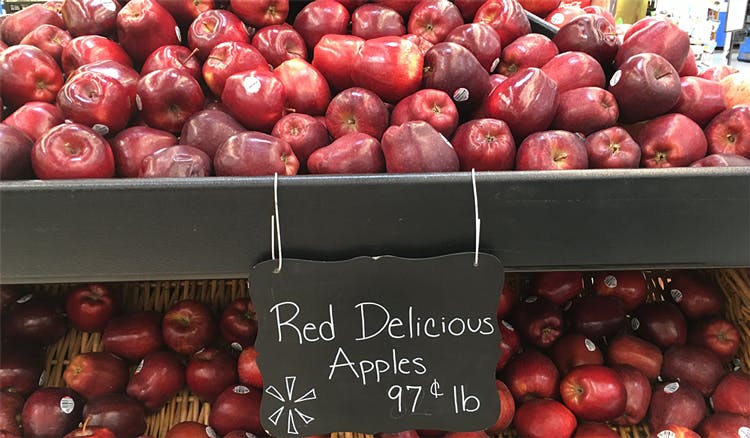 Red Delicious
Apples
97¢ lb